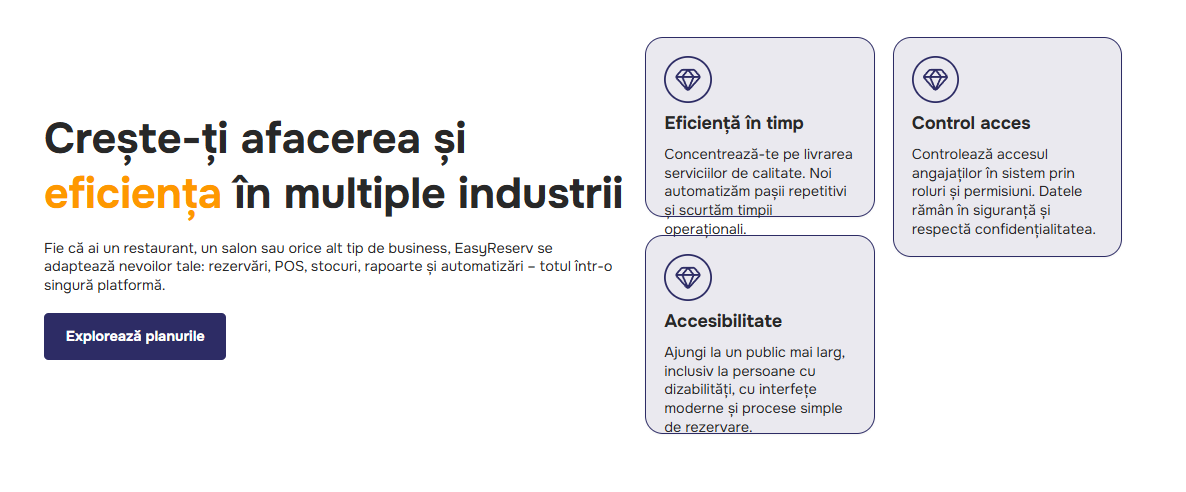 Crește-ți afacerea și
eficiența în multiple industrii
Fie că ai un restaurant, un salon sau orice alt tip de business, EasyReserv se
adaptează nevoilor tale: rezervări, POS, stocuri, rapoarte și automatizări – totul într-o
singură platformă.
Explorează planurile
Eficiență în timp
Concentrează-te pe livrarea
serviciilor de calitate. Noi
automatizăm pașii repetitivi
și scurtăm timpii
operaționali.
Control acces
Controlează accesul
angajaților în sistem prin
roluri și permisiuni. Datele
rămân în siguranță și
respectă confidențialitatea.
Accesibilitate
Ajungi la un public mai larg,
inclusiv la persoane cu
dizabilități, cu interfețe
moderne și procese simple
de rezervare.